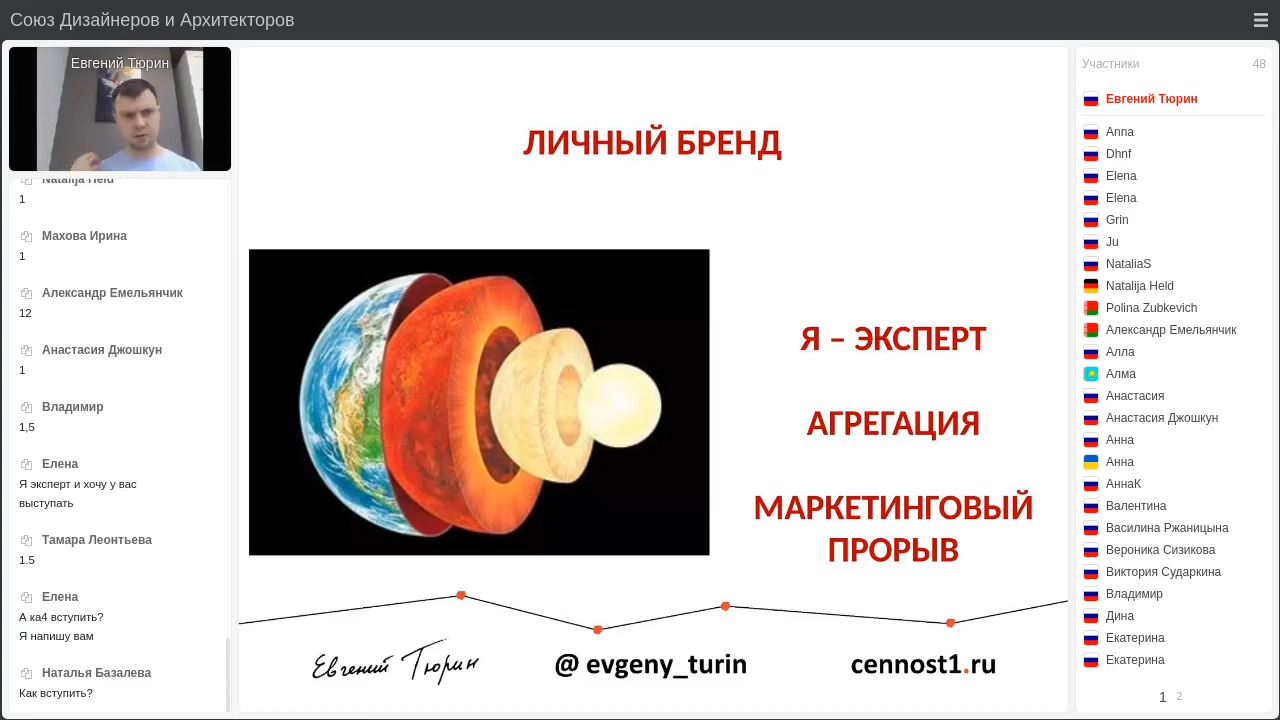 Союз Дизайнеров и Архитекторов
Евгений Тюрин
Natalija Held
1
Махова Ирина
1
Александр Емельянчик
12
Анастасия Джошкун
1
Владимир
1,5
Елена
Я эксперт и хочу у вас
выступать
Тамара Леонтьева
1.5
Елена
А ка4 вступить?
Я напишу вам
Наталья Базалева
Как вступить?
ЛИЧНЫЙ БРЕНД
Я – ЭКСПЕРТ
АГРЕГАЦИЯ
МАРКЕТИНГОВЫЙ
ПРОРЫВ
Евгений Тюрин
@ evgeny_turin
cennost1.ru
Участники 48
Евгений Тюрин
Anna
Dhnf
Elena
Elena
Grin
Ju
NataliaS
Natalija Held
Polina Zubkevich
Александр Емельянчик
Алла
Алма
Анастасия
Анастасия Джошкун
Анна
Анна
АннаК
Валентина
Василина Ржаницына
Вероника Сизикова
Виктория Сударкина
Владимир
Дина
Екатерина
Екатерина
1 2